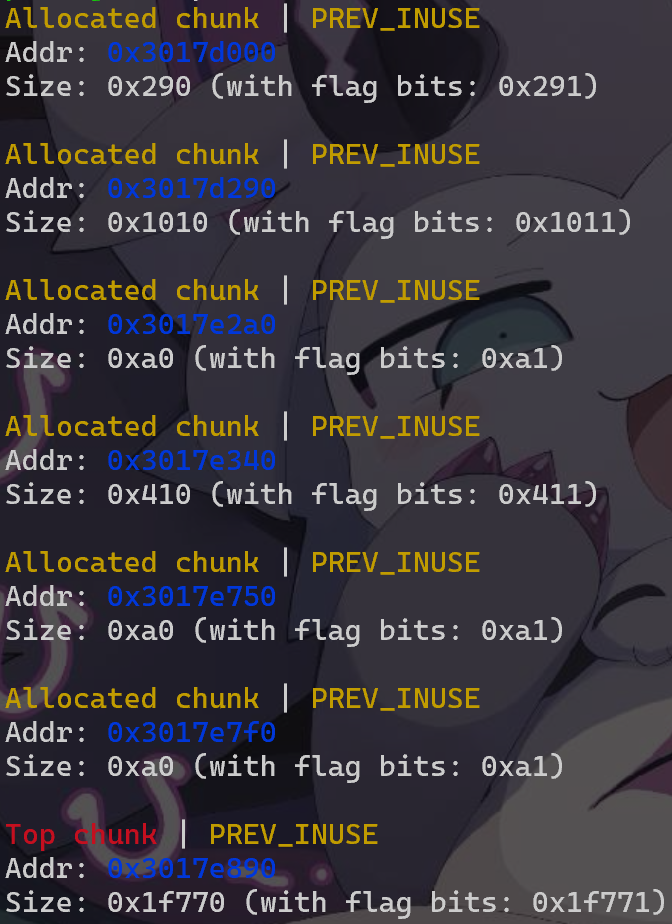 Allocated chunk | PREV_INUSE
Addr: 0x3017d000
Size: 0x290 (with flag bits: 0x291)
Allocated chunk | PREV_INUSE
Addr: 0x3017d290
Size: 0x1010 (with flag bits: 0x1011)
Allocated chunk | PREV_INUSE
Addr: 0x3017e2a0
Size: 0xa0 (with flag bits: 0xa1)
Allocated chunk | PREV_INUSE
Addr: 0x3017e340
Size: 0x410 (with flag bits: 0x411)
Allocated chunk | PREV_INUSE
Addr: 0x3017e750
Size: 0xa0 (with flag bits: 0xa1)
Allocated chunk | PREV_INUSE
Addr: 0x3017e7f0
Size: 0xa0 (with flag bits: 0xa1)
Top chunk | PREV_INUSE
Addr: 0x3017e890
Size: 0x1f770 (with flag bits: 0x1f771)